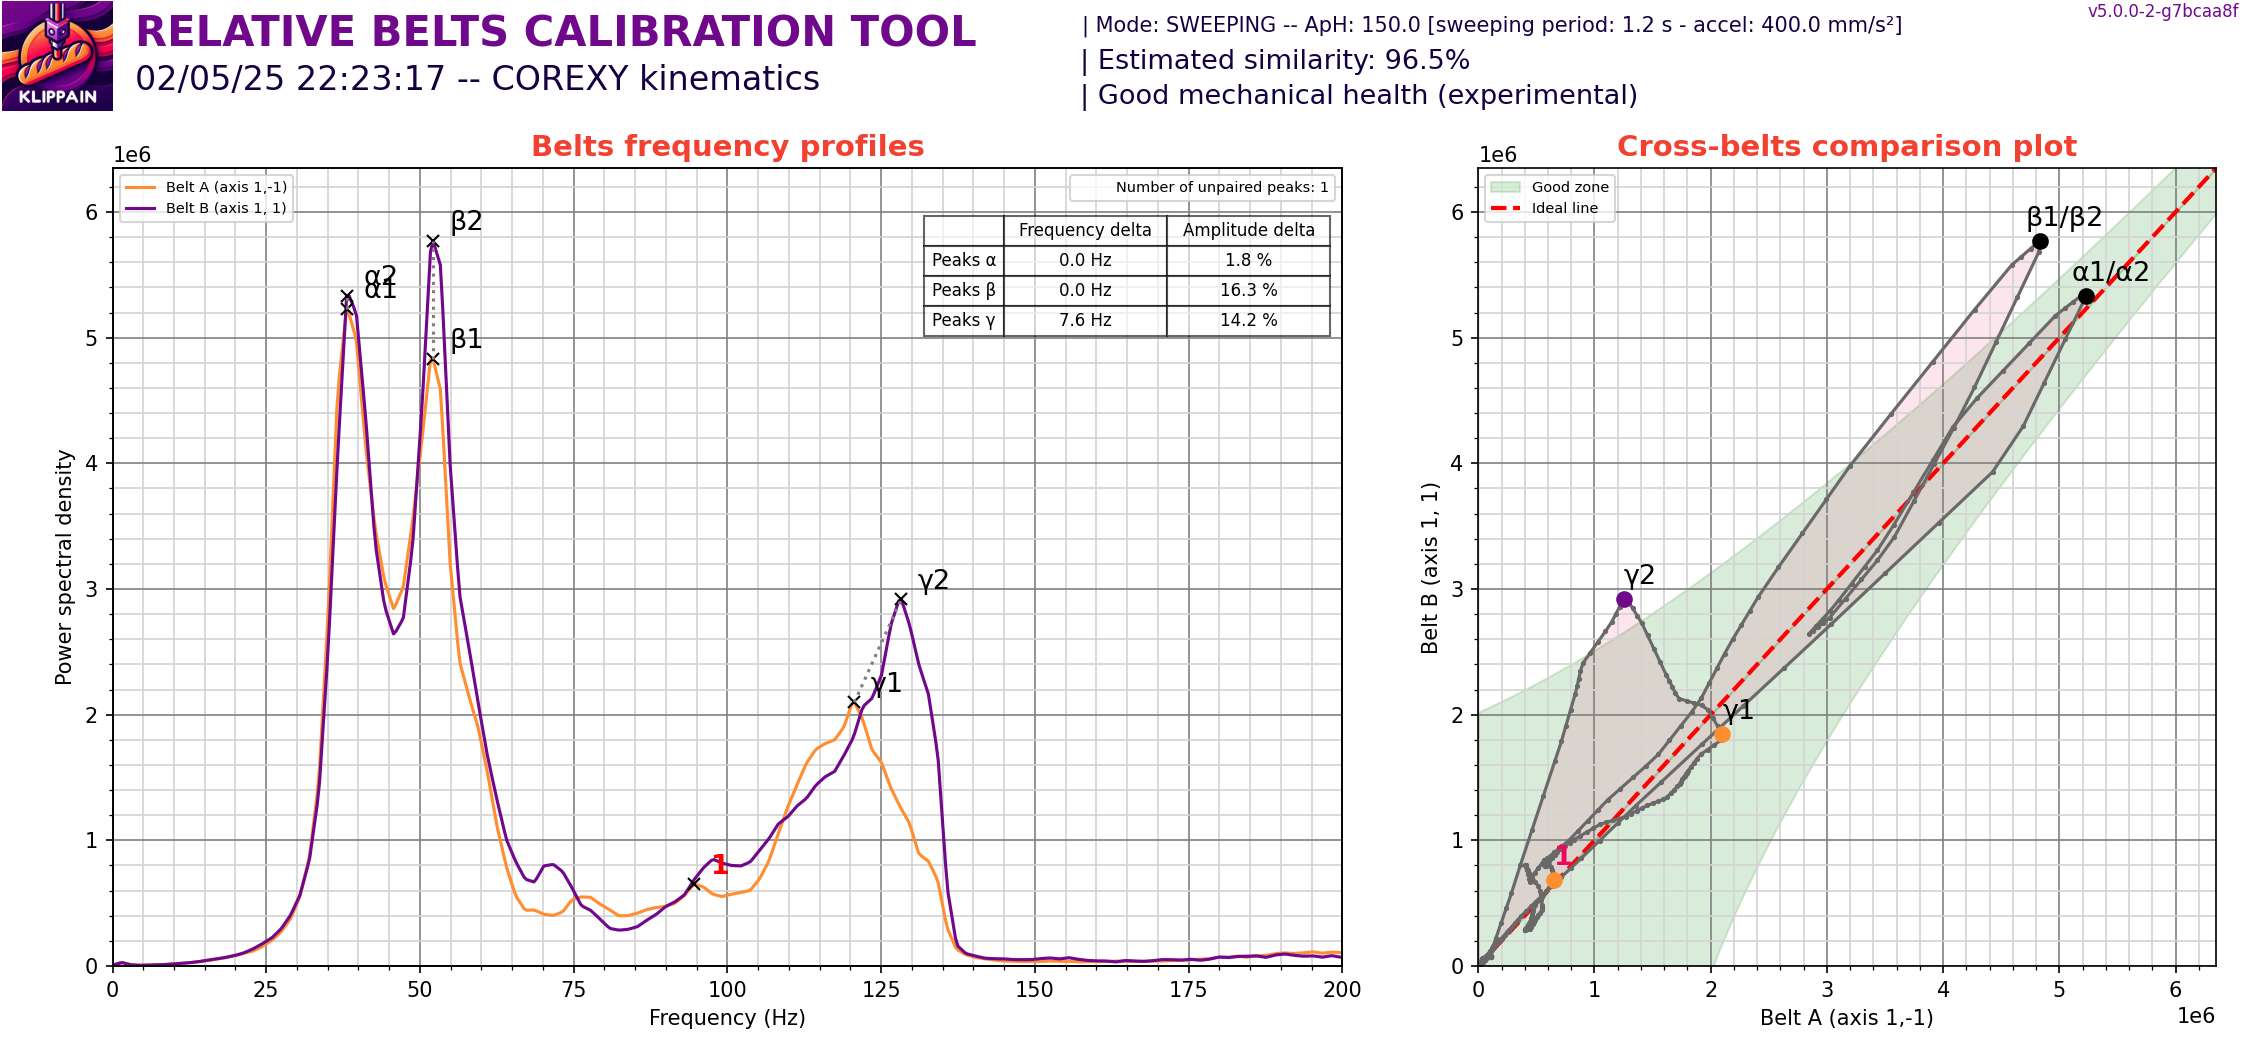 KLIPPAIN
RELATIVE BELTS CALIBRATION TOOL
02/05/25 22:23:17 -- COREXY kinematics
| Mode: SWEEPING -- ApH: 150.0 [sweeping period: 1.2 s - accel: 400.0 mm/s²]
| Estimated similarity: 96.5%
| Good mechanical health (experimental)
v5.0.0-2-g7bcaa8f
Belts frequency profiles
1e6
Belt A (axis 1,-1)
Belt B (axis 1, 1)
Number of unpaired peaks: 1
Frequency delta Amplitude delta
Peaks α 0.0 Hz 1.8 %
Peaks β 0.0 Hz 16.3 %
Peaks γ 7.6 Hz 14.2 %
β2
α2
α1
β1
γ2
γ1
1
6
5
4
3
2
1
0
Power spectral density
0 25 50 75 100 125 150 175 200
Frequency (Hz)
Cross-belts comparison plot
1e6
Good zone
Ideal line
β1/β2
α1/α2
γ2
γ1
1
6
5
4
3
2
1
0
Belt B (axis 1, 1)
0 1 2 3 4 5 6
1e6
Belt A (axis 1,-1)